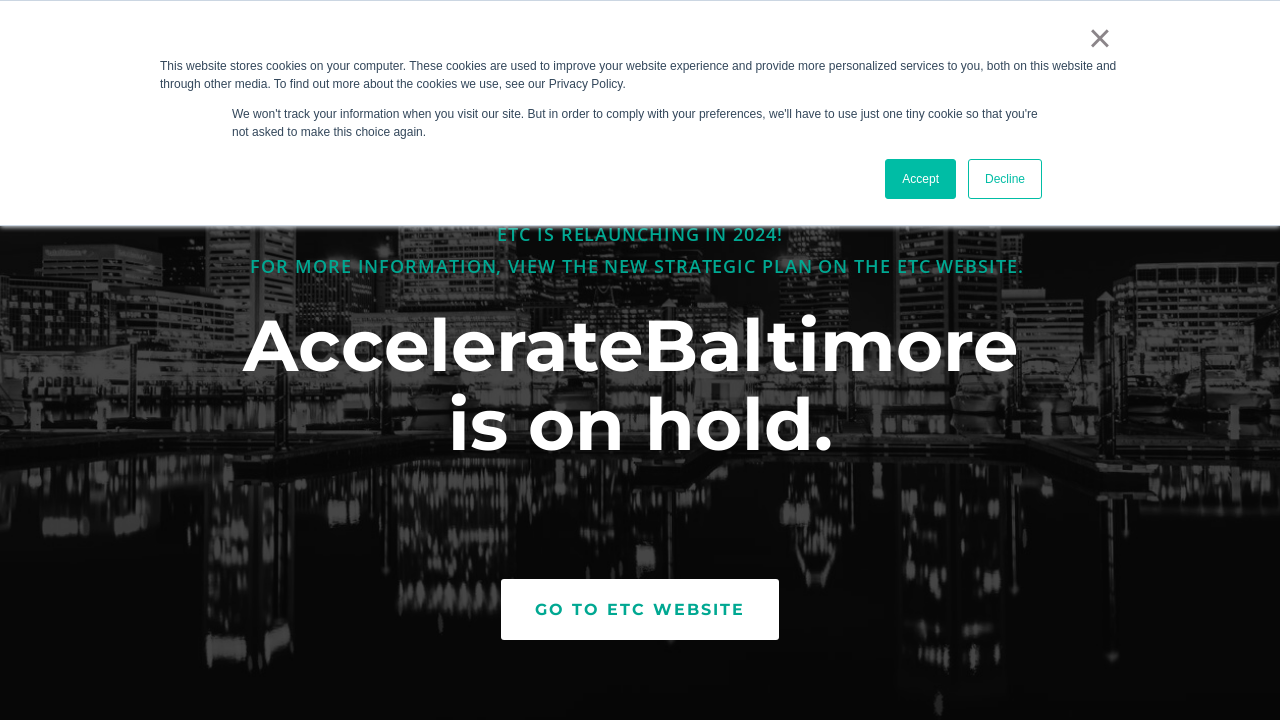 ×
This website stores cookies on your computer. These cookies are used to improve your website experience and provide more personalized services to you, both on this website and
through other media. To find out more about the cookies we use, see our Privacy Policy.
We won't track your information when you visit our site. But in order to comply with your preferences, we'll have to use just one tiny cookie so that you're
not asked to make this choice again.
Accept Decline
ETC IS RELAUNCHING IN 2024!
FOR MORE INFORMATION, VIEW THE NEW STRATEGIC PLAN ON THE ETC WEBSITE.
AccelerateBaltimore
is on hold.
GO TO ETC WEBSITE